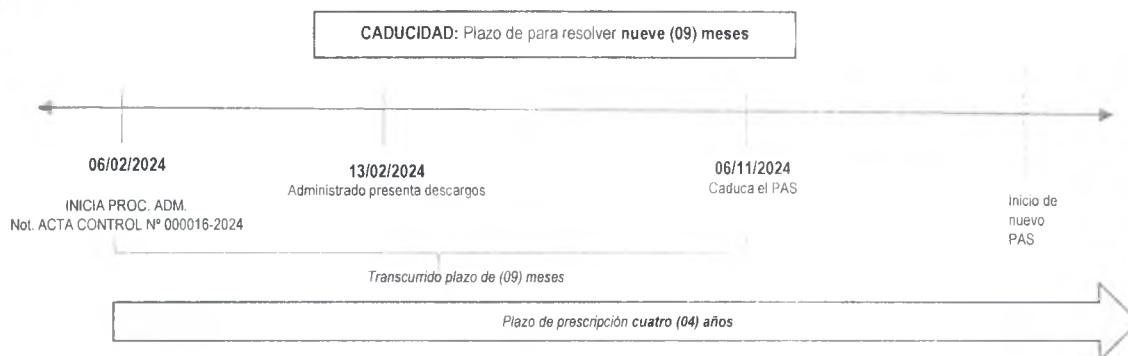 CADUCIDAD: Plazo de para resolver nueve (09) meses
06/02/2024
INICIA PROC. ADM.
Not. ACTA CONTROL Nº 000016-2024
13/02/2024
Administrado presenta descargos
06/11/2024
Caduca el PAS
Inicio de
nuevo
PAS
Transcurrido plazo de (09) meses
Plazo de prescripción cuatro (04) años